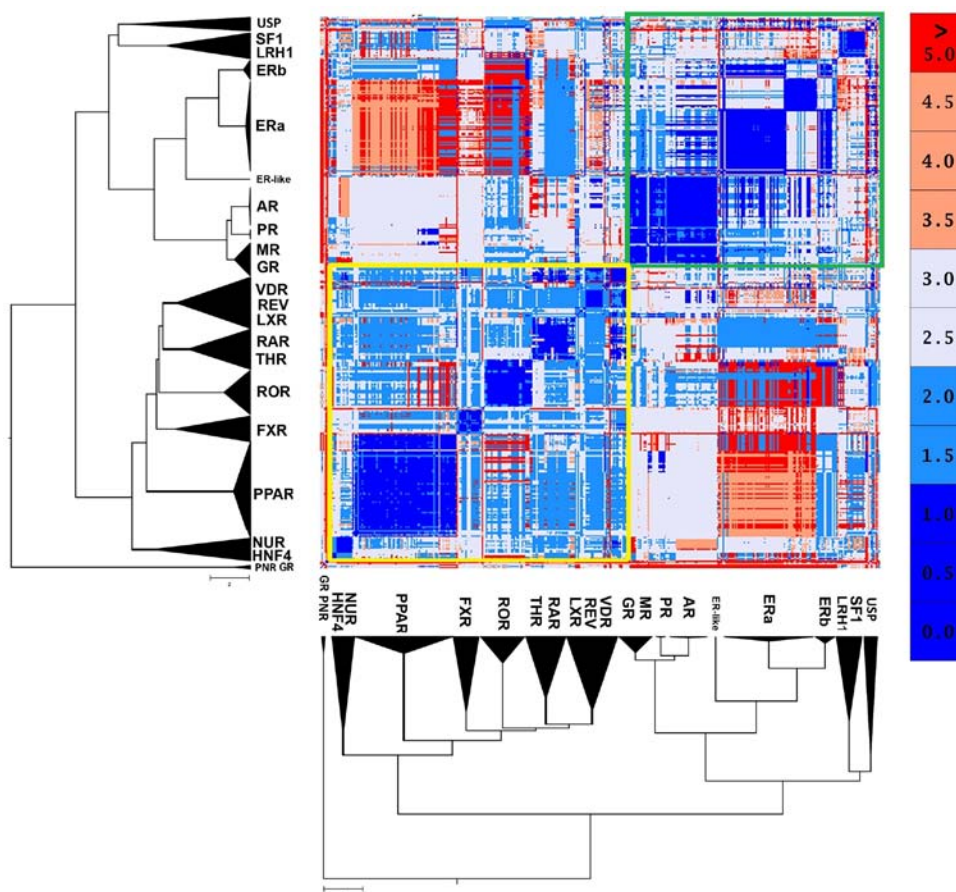 USP
SF1
LRH1
ERb
ERa
ER-like
AR
PR
MR
GR
VDR
REV
LXR
RAR
THR
ROR
FXR
PPAR
NUR
HNF4
PNR GR
2
>
5.0
4.5
4.0
3.5
3.0
2.5
2.0
1.5
1.0
0.5
0.0
GR PNR
HNF4
NUR
PPAR
FXR
ROR
THR
RAR
LXR
REV
VDR
GR
MR
PR
AR
ER-like
ERa
ERb
LRH1
SF1
USP